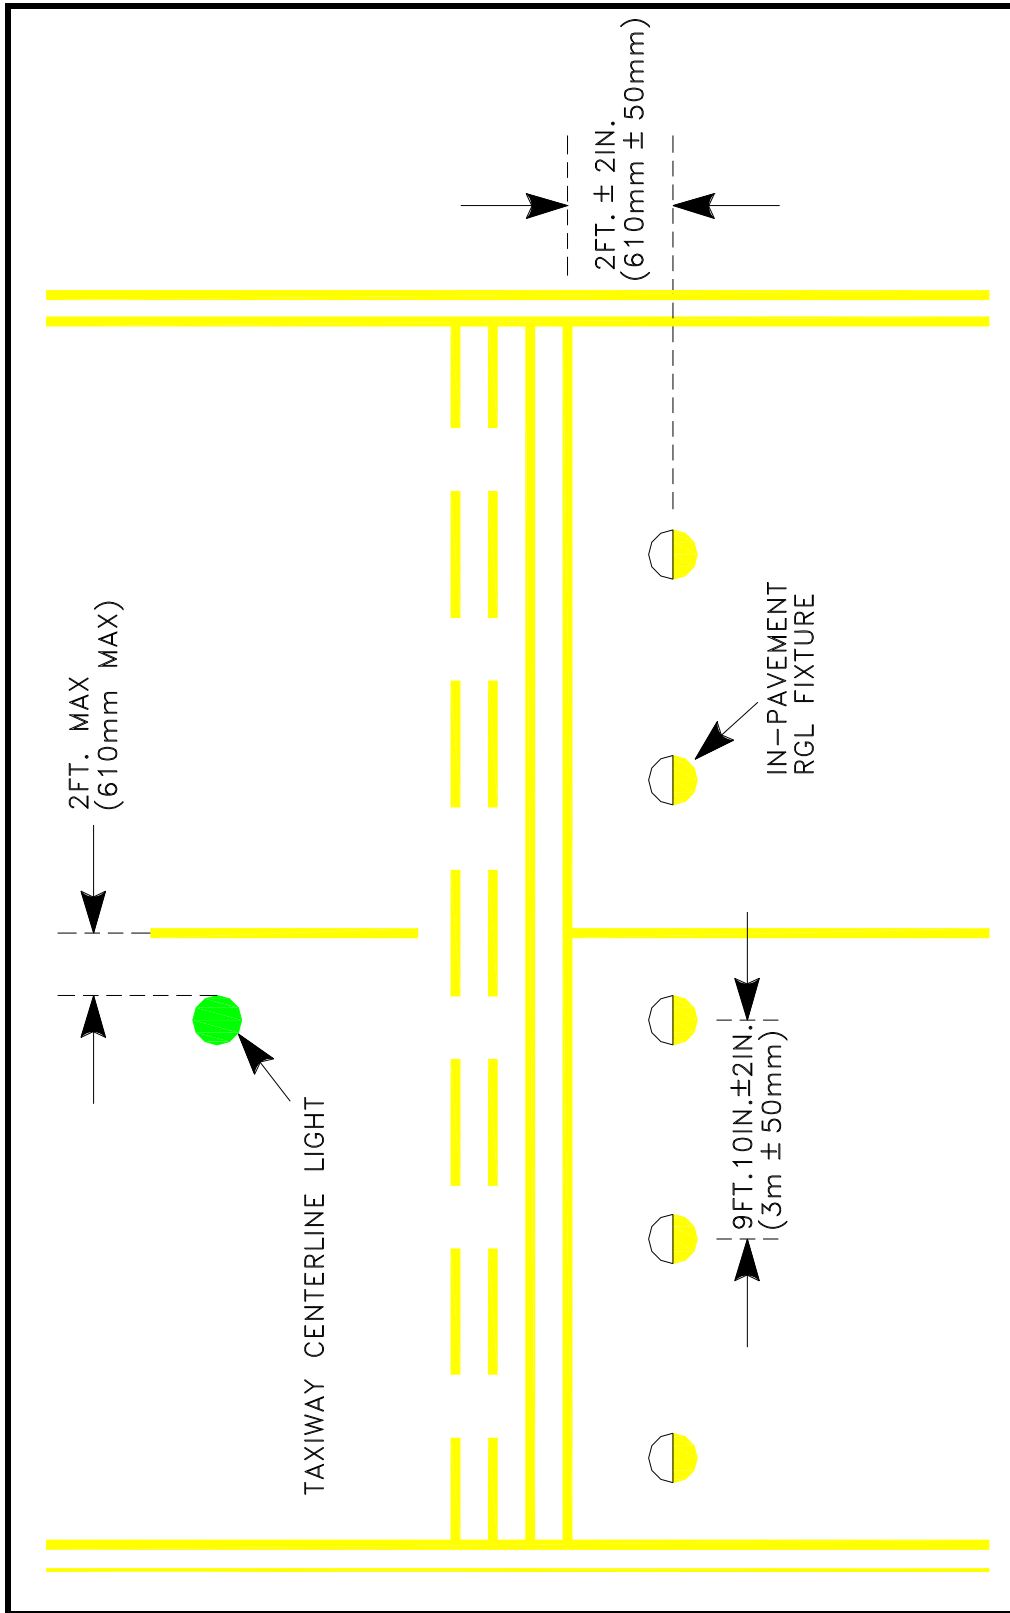 2FT. MAX
(610mm MAX)
TAXIWAY CENTERLINE LIGHT
2FT. ± 2IN.
(610mm ± 50mm)
9FT.10IN.±2IN.
(3m ± 50mm)
IN-PAVEMENT
RGL FIXTURE